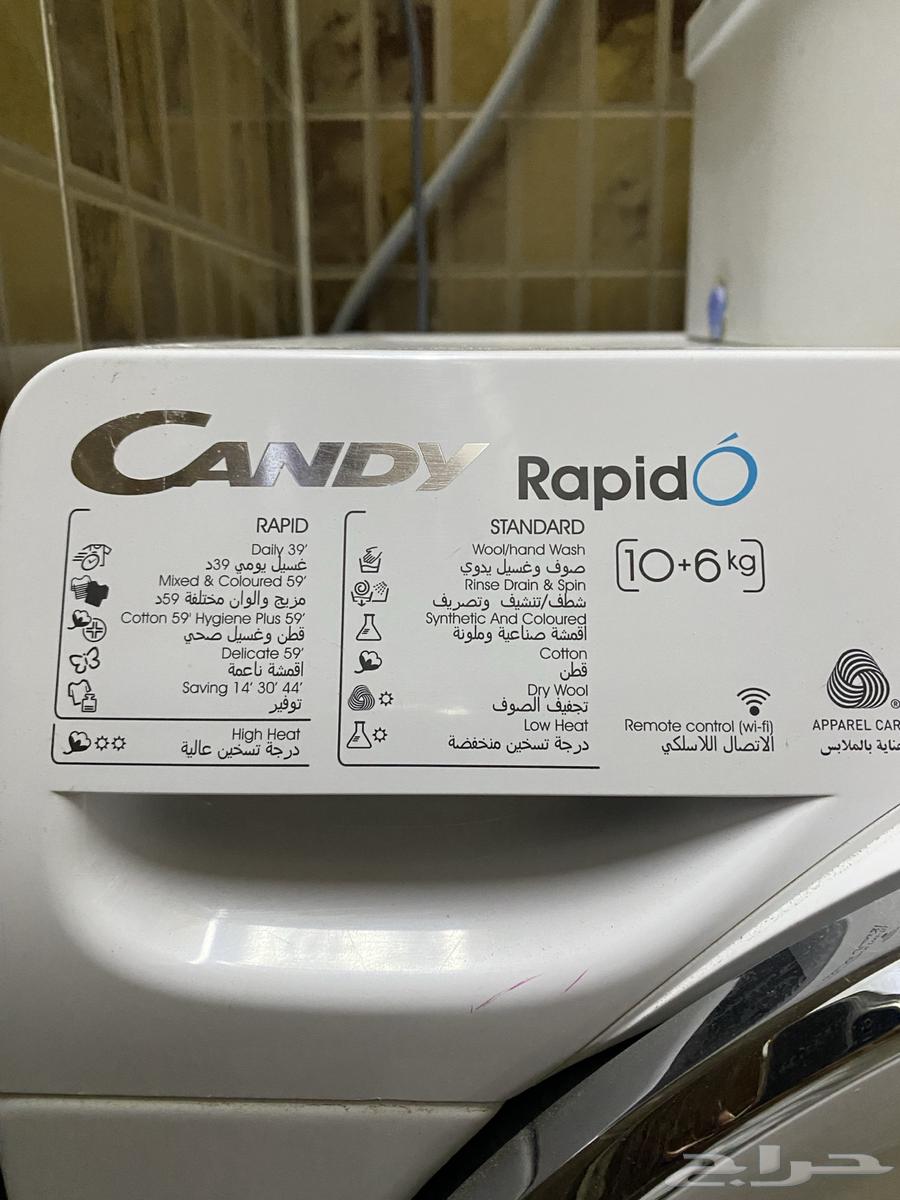 CANDY
RapidÓ
RAPID
Daily 39'
غسيل يومي 39د
Mixed & Coloured 59'
مزيج والوان مختلفة 59د
Cotton 59' Hygiene Plus 59'
قطن وغسيل صحي
Delicate 59'
اقمشة ناعمة
Saving 14' 30' 44'
توفير
High Heat
درجة تسخين عالية
STANDARD
Wool/hand Wash
صوف وغسيل يدوي
Rinse Drain & Spin
شطف/تنشيف وتصريف
Synthetic And Coloured
أقمشة صناعية وملونة
Cotton
قطن
Dry Wool
تجفيف الصوف
Low Heat
درجة تسخين منخفضة
10+6 kg
Remote control (wi-fi)
الاتصال اللاسلكي
®
APPAREL CAR
ناية بالملابس
حراج